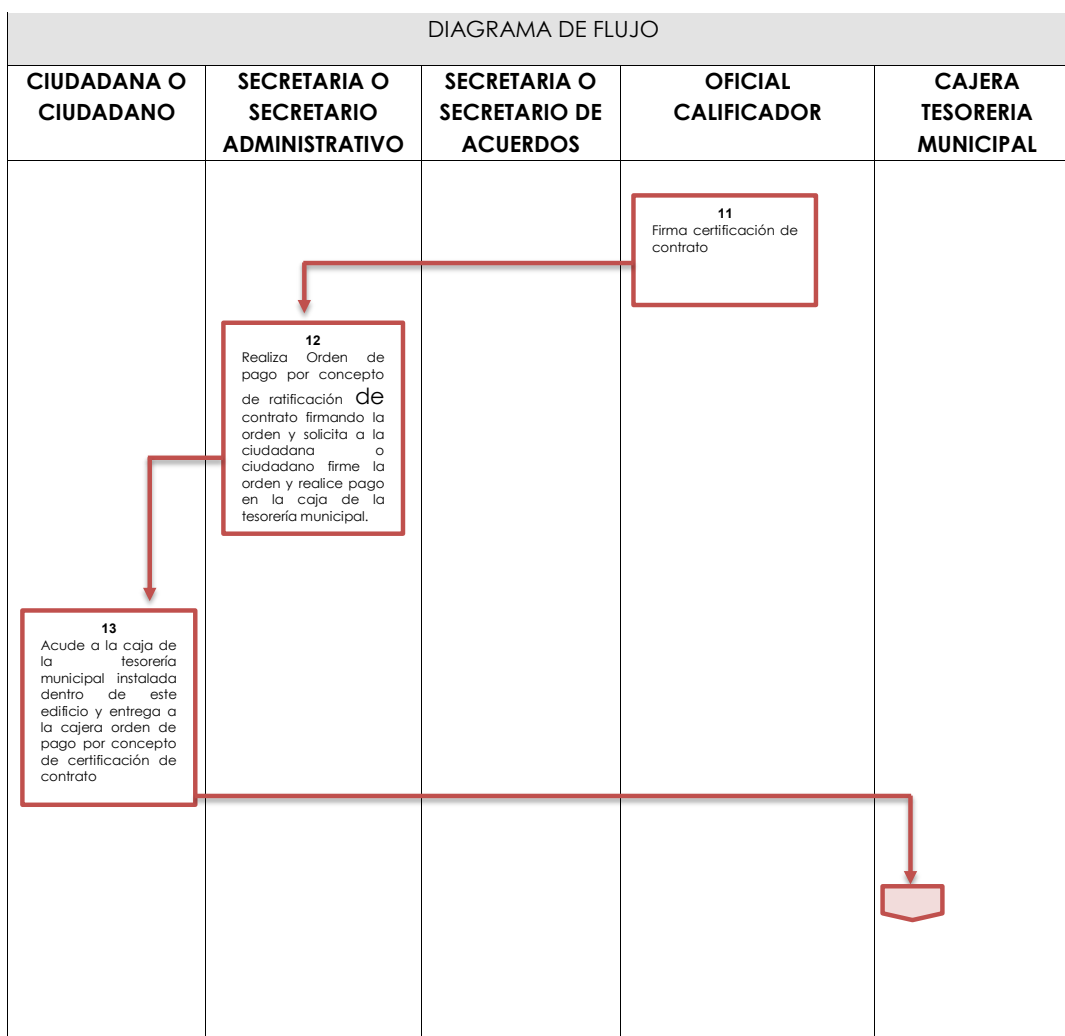 DIAGRAMA DE FLUJO
CIUDADANA O
CIUDADANO
SECRETARIA O
SECRETARIO
ADMINISTRATIVO
SECRETARIA O
SECRETARIO DE
ACUERDOS
OFICIAL
CALIFICADOR
CAJERA
TESORERIA
MUNICIPAL
11
Firma certificación de
contrato
12
Realiza Orden de
pago por concepto
de ratificación de
contrato firmando la
orden y solicita a la
ciudadana o
ciudadano firme la
orden y realice pago
en la caja de la
tesorería municipal.
13
Acude a la caja de
la tesorería
municipal instalada
dentro de este
edificio y entrega a
la cajera orden de
pago por concepto
de certificación de
contrato